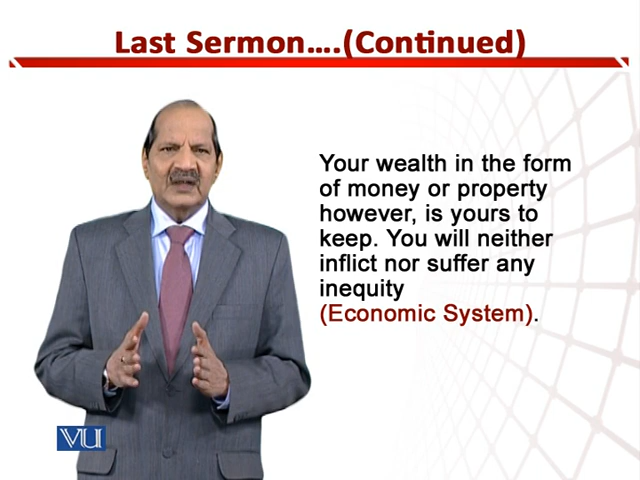 Last Sermon....(Continued)
Your wealth in the form
of money or property
however, is yours to
keep. You will neither
inflict nor suffer any
inequity
(Economic System).
VU